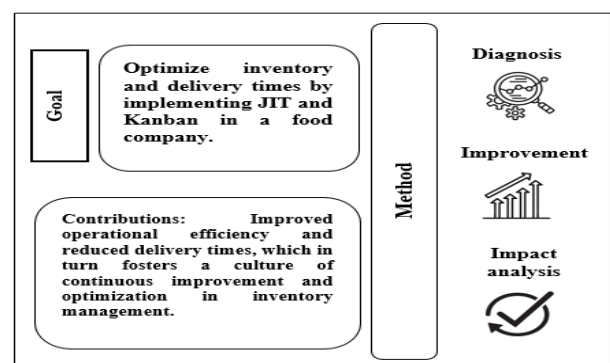 Goal
Optimize inventory
and delivery times by
implementing JIT and
Kanban in a food
company.
Contributions: Improved
operational efficiency and
reduced delivery times, which in
turn fosters a culture of
continuous improvement and
optimization in inventory
management.
Method
Diagnosis
Improvement
Impact
analysis